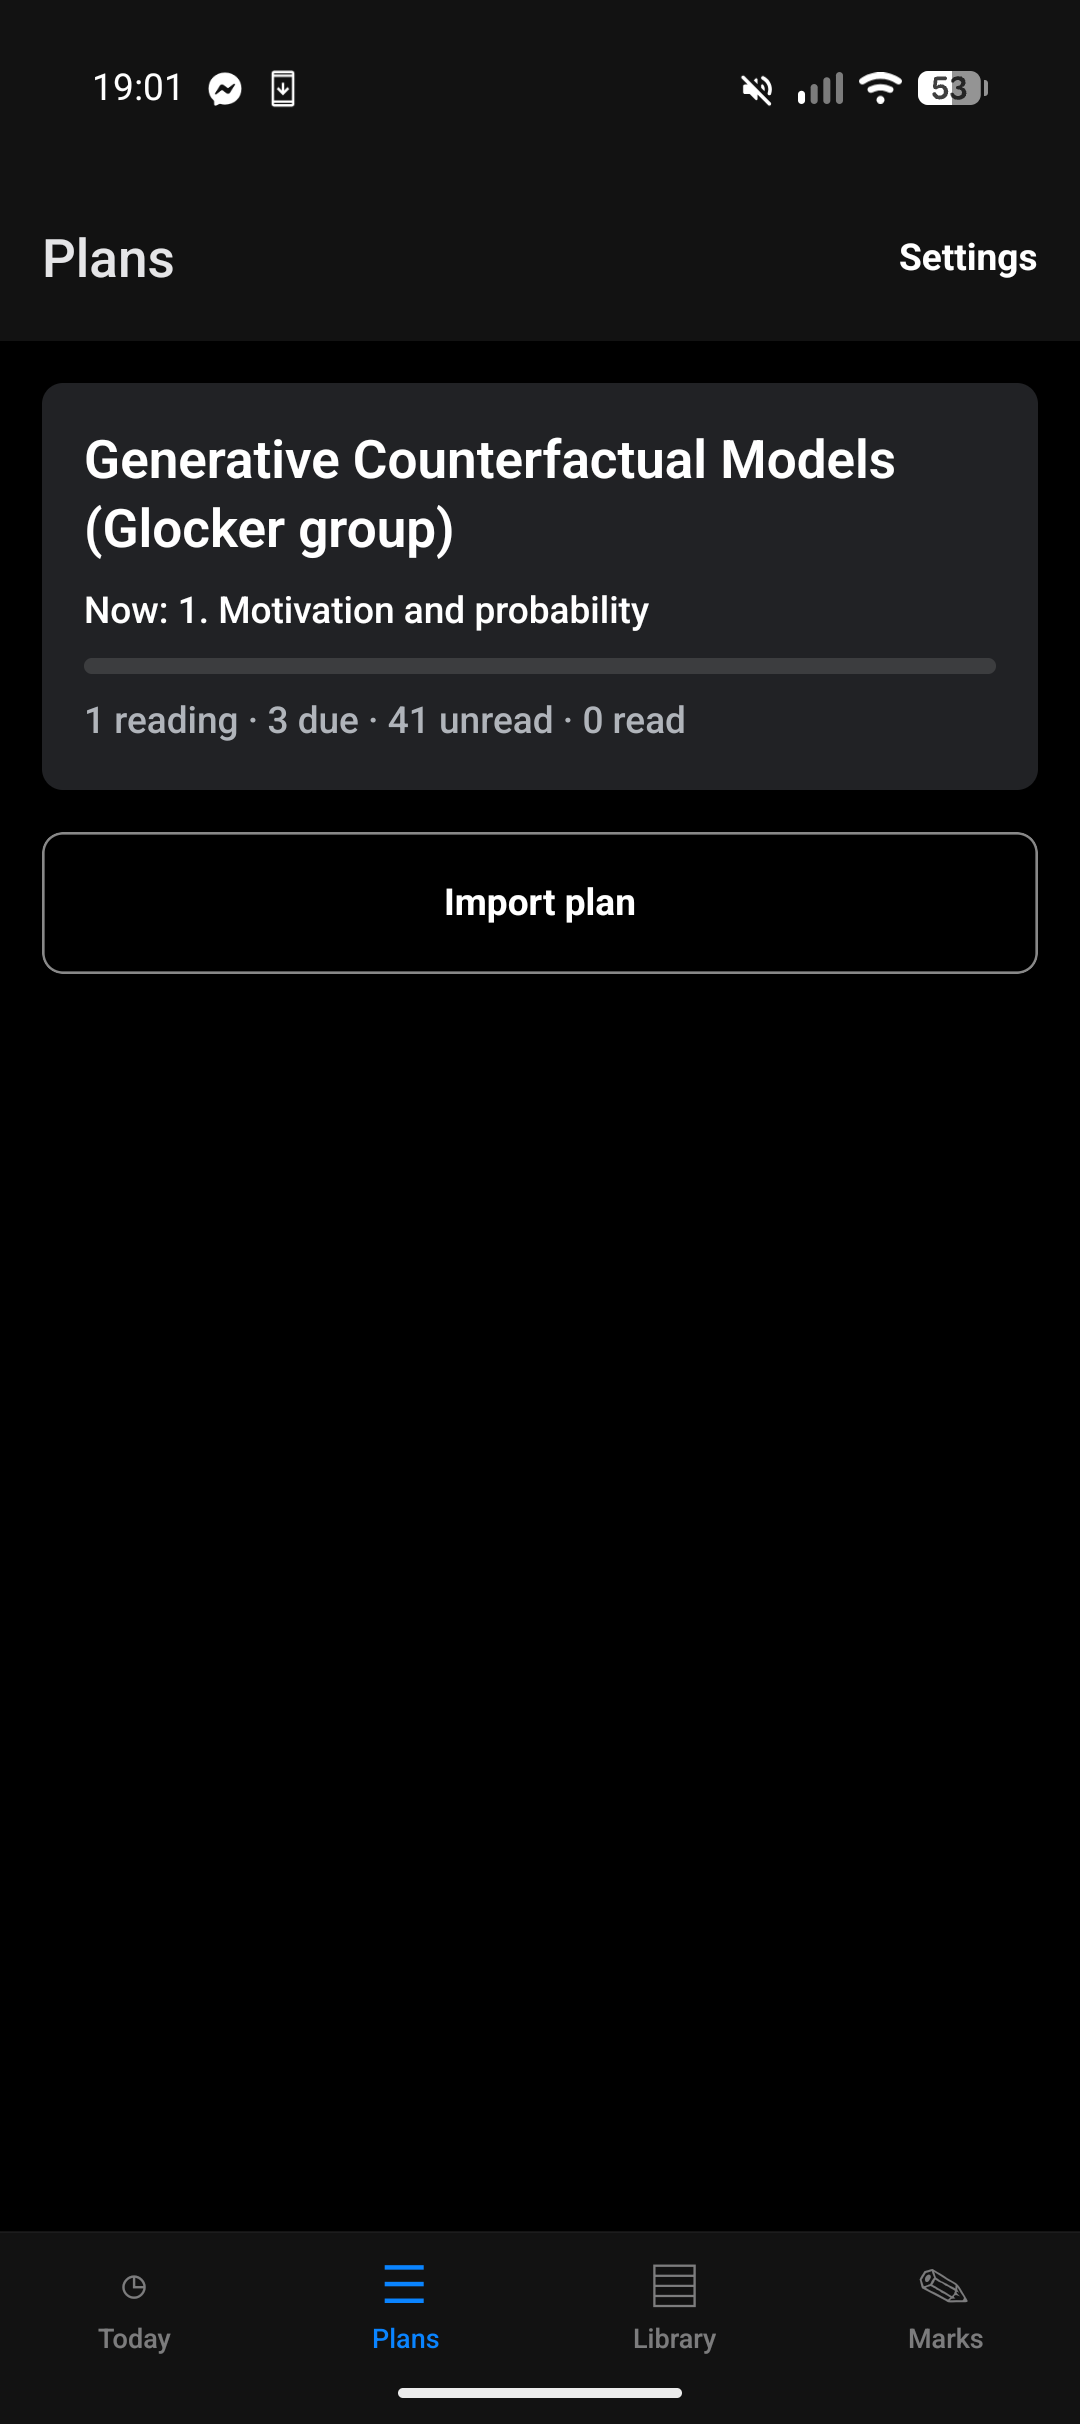 19:01
53
Plans
Settings
Generative Counterfactual Models
(Glocker group)
Now: 1. Motivation and probability
1 reading · 3 due · 41 unread · 0 read
Import plan
Today
Plans
Library
Marks